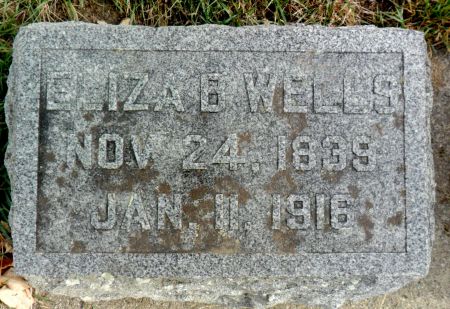 ELIZA B WELLS
NOV 24, 1839
JAN. 11, 1916